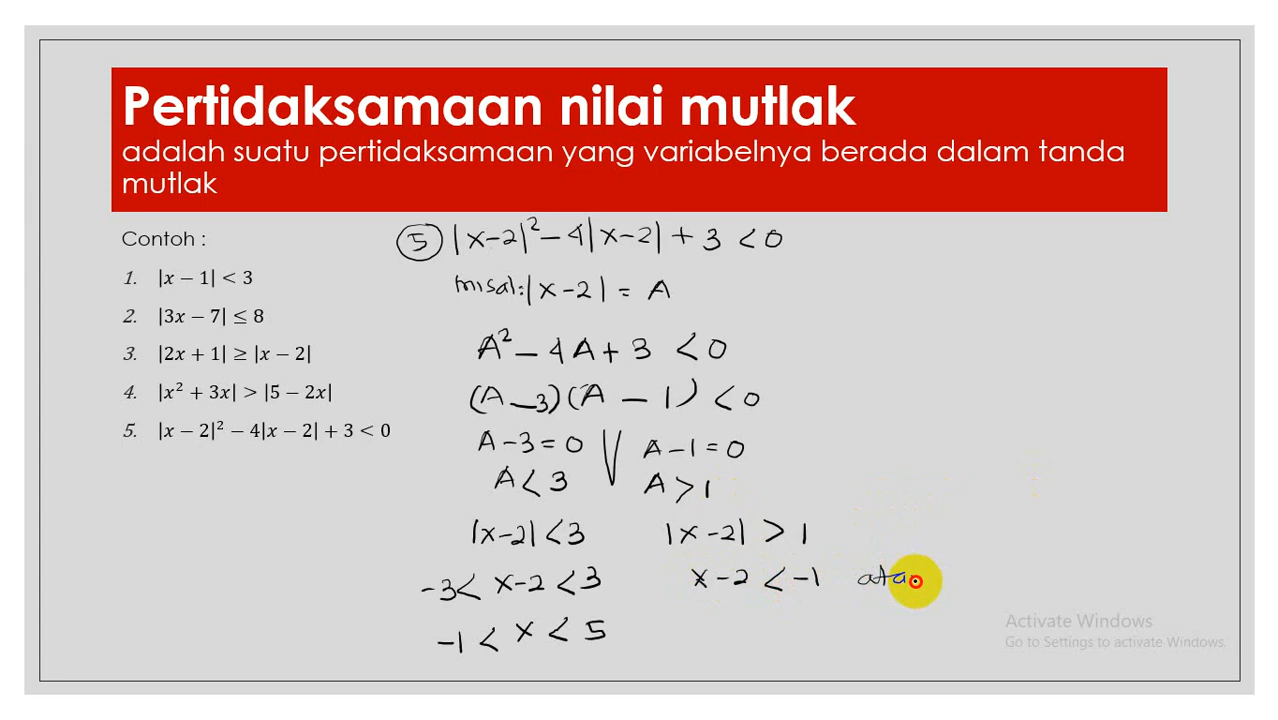 Pertidaksamaan nilai mutlak
adalah suatu pertidaksamaan yang variabelnya berada dalam tanda
mutlak
Contoh :
1. |x − 1| < 3
2. |3x − 7| ≤ 8
3. |2x + 1| ≥ |x − 2|
4. |x² + 3x| > |5 − 2x|
5. |x − 2|² − 4|x − 2| + 3 < 0
⑤ |x−2|² − 4|x−2| + 3 < 0
misal: |x−2| = A
A² − 4A + 3 < 0
(A − 3)(A − 1) < 0
A − 3 = 0 V A − 1 = 0
A < 3 A > 1
|x−2| < 3 |x−2| > 1
−3 < x−2 < 3 x−2 < −1 ata
−1 < x < 5
Activate Windows
Go to Settings to activate Windows.